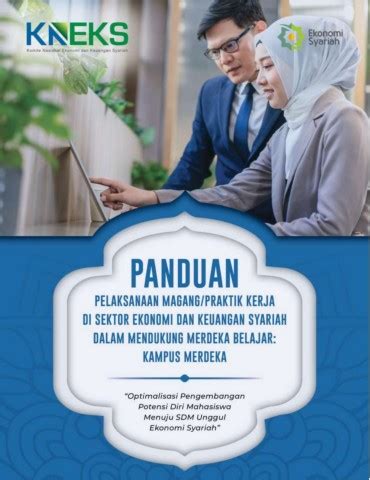 KNEKS
Komite Nasional Ekonomi dan Keuangan Syariah
Ekonomi
Syariah
PANDUAN
PELAKSANAAN MAGANG/PRAKTIK KERJA
DI SEKTOR EKONOMI DAN KEUANGAN SYARIAH
DALAM MENDUKUNG MERDEKA BELAJAR:
KAMPUS MERDEKA
"Optimalisasi Pengembangan
Potensi Diri Mahasiswa
Menuju SDM Unggul
Ekonomi Syariah"